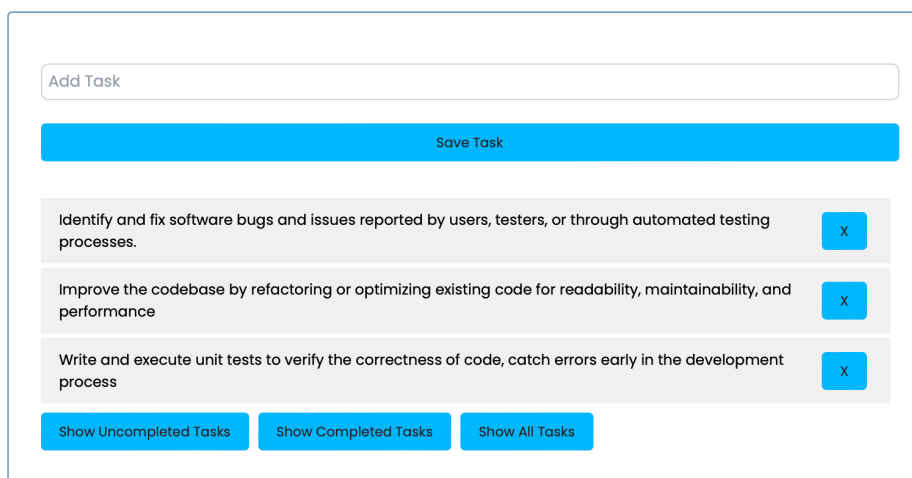 Add Task
Save Task
Identify and fix software bugs and issues reported by users, testers, or through automated testing
processes.
X
Improve the codebase by refactoring or optimizing existing code for readability, maintainability, and
performance
X
Write and execute unit tests to verify the correctness of code, catch errors early in the development
process
X
Show Uncompleted Tasks
Show Completed Tasks
Show All Tasks